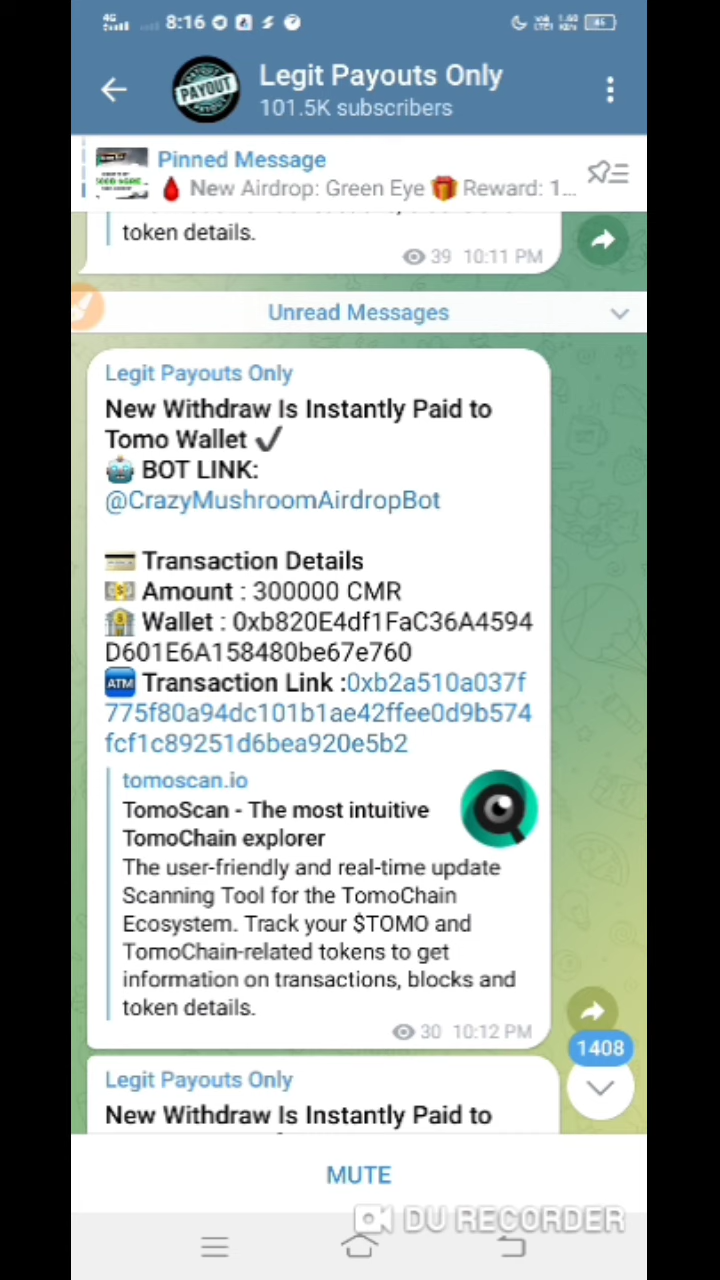 4G 8:16
Legit Payouts Only
101.5K subscribers
PAYOUT
Pinned Message
New Airdrop: Green Eye 🎁 Reward: 1...
token details.
39 10:11 PM
Unread Messages
Legit Payouts Only
New Withdraw Is Instantly Paid to
Tomo Wallet ✔
🤖 BOT LINK:
@CrazyMushroomAirdropBot
💳 Transaction Details
💵 Amount : 300000 CMR
🏦 Wallet : 0xb820E4df1FaC36A4594
D601E6A158480be67e760
🏧 Transaction Link :0xb2a510a037f
775f80a94dc101b1ae42ffee0d9b574
fcf1c89251d6bea920e5b2
tomoscan.io
TomoScan - The most intuitive
TomoChain explorer
The user-friendly and real-time update
Scanning Tool for the TomoChain
Ecosystem. Track your $TOMO and
TomoChain-related tokens to get
information on transactions, blocks and
token details.
30 10:12 PM
1408
Legit Payouts Only
New Withdraw Is Instantly Paid to
MUTE
DU RECORDER